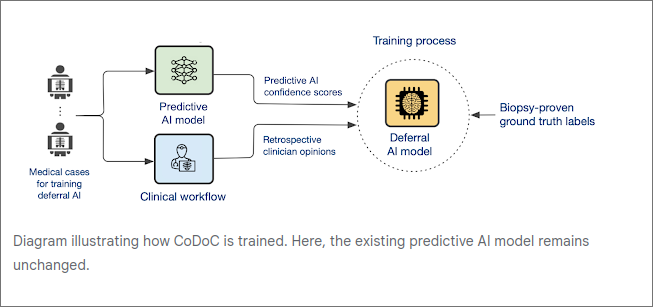 Training process
Predictive AI
confidence scores
Predictive
AI model
Biopsy-proven
ground truth labels
Deferral
AI model
Retrospective
clinician opinions
Medical cases
for training
deferral AI
Clinical workflow
Diagram illustrating how CoDoC is trained. Here, the existing predictive AI model remains
unchanged.